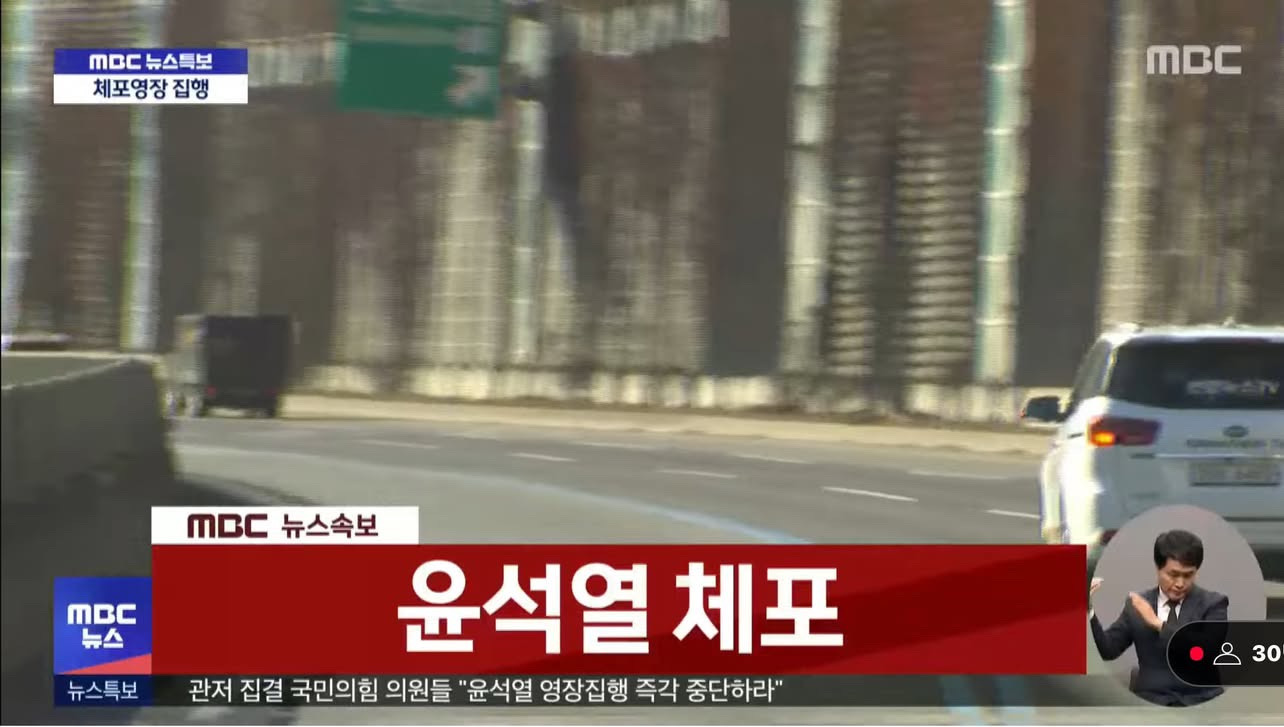 MBC 뉴스특보
체포영장 집행
MBC
MBC 뉴스속보
윤석열 체포
MBC
뉴스
뉴스특보
관저 집결 국민의힘 의원들 "윤석열 영장집행 즉각 중단하라"